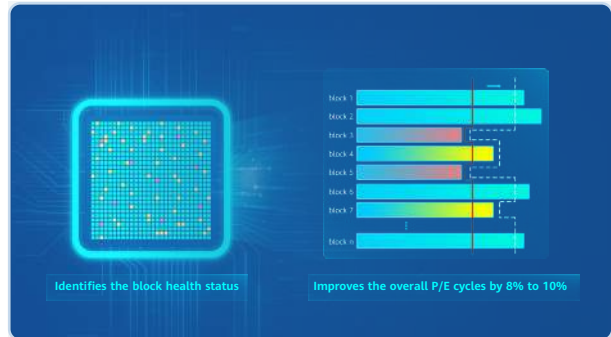 block 1
block 2
block 3
block 4
block 5
block 6
block 7
block n
Identifies the block health status
Improves the overall P/E cycles by 8% to 10%